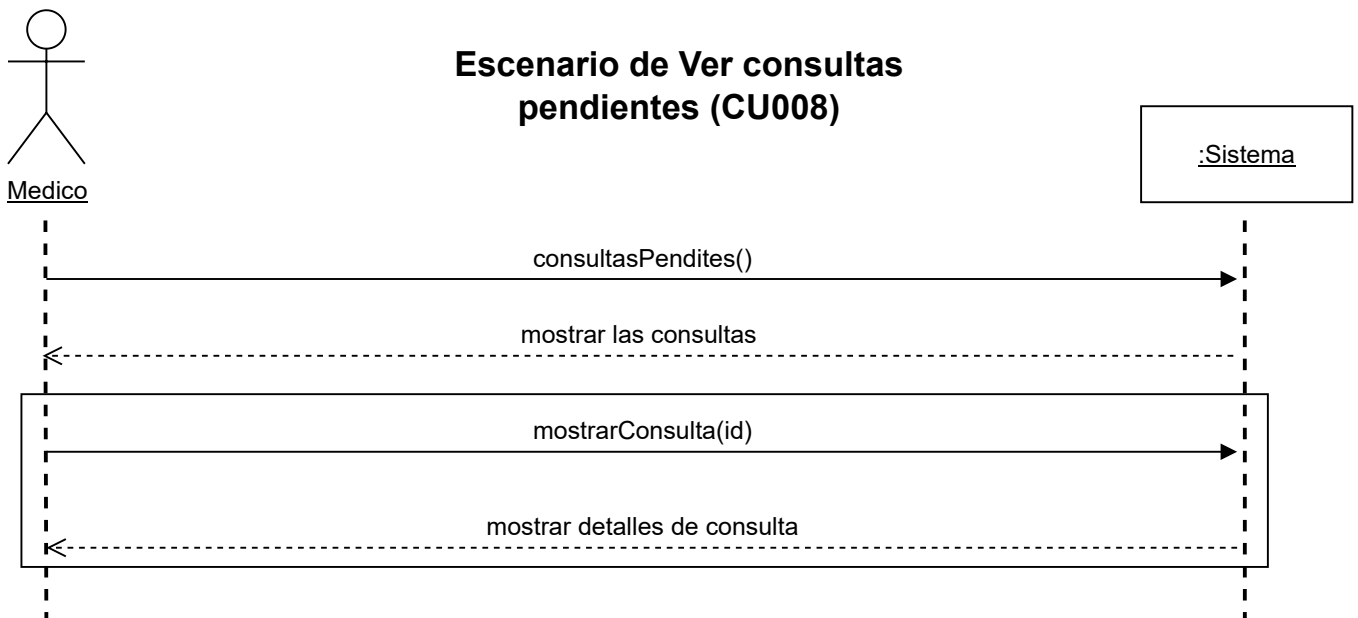 Escenario de Ver consultas
pendientes (CU008)
:Sistema
Medico
consultasPendites()
mostrar las consultas
mostrarConsulta(id)
mostrar detalles de consulta